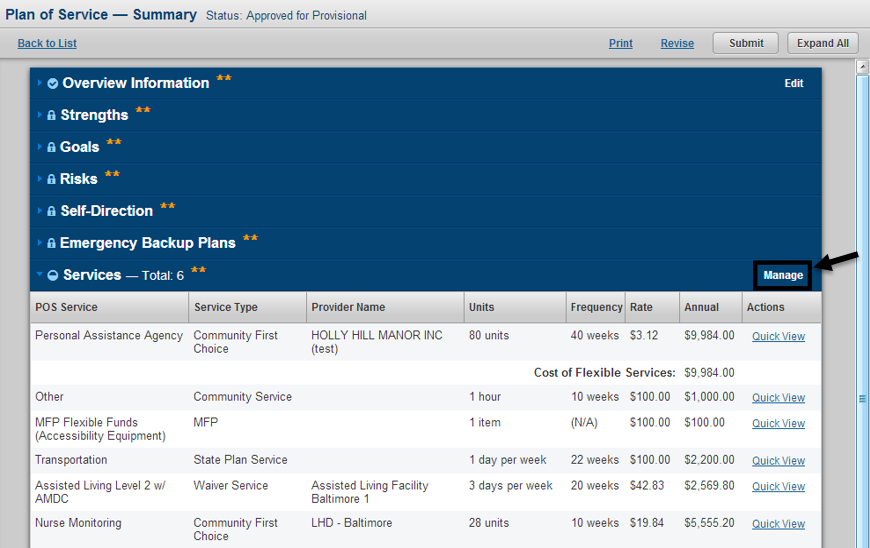 Plan of Service — Summary Status: Approved for Provisional
Back to List Print Revise Submit Expand All
Overview Information ** Edit
Strengths **
Goals **
Risks **
Self-Direction **
Emergency Backup Plans **
Services — Total: 6 ** Manage
POS Service Service Type Provider Name Units Frequency Rate Annual Actions
Personal Assistance Agency Community First HOLLY HILL MANOR INC 80 units 40 weeks $3.12 $9,984.00 Quick View
Choice (test)
Cost of Flexible Services: $9,984.00
Other Community Service 1 hour 10 weeks $100.00 $1,000.00 Quick View
MFP Flexible Funds MFP 1 item (N/A) $100.00 $100.00 Quick View
(Accessibility Equipment)
Transportation State Plan Service 1 day per week 22 weeks $100.00 $2,200.00 Quick View
Assisted Living Level 2 w/ Waiver Service Assisted Living Facility 3 days per week 20 weeks $42.83 $2,569.80 Quick View
AMDC Baltimore 1
Nurse Monitoring Community First LHD - Baltimore 28 units 10 weeks $19.84 $5,555.20 Quick View
Choice